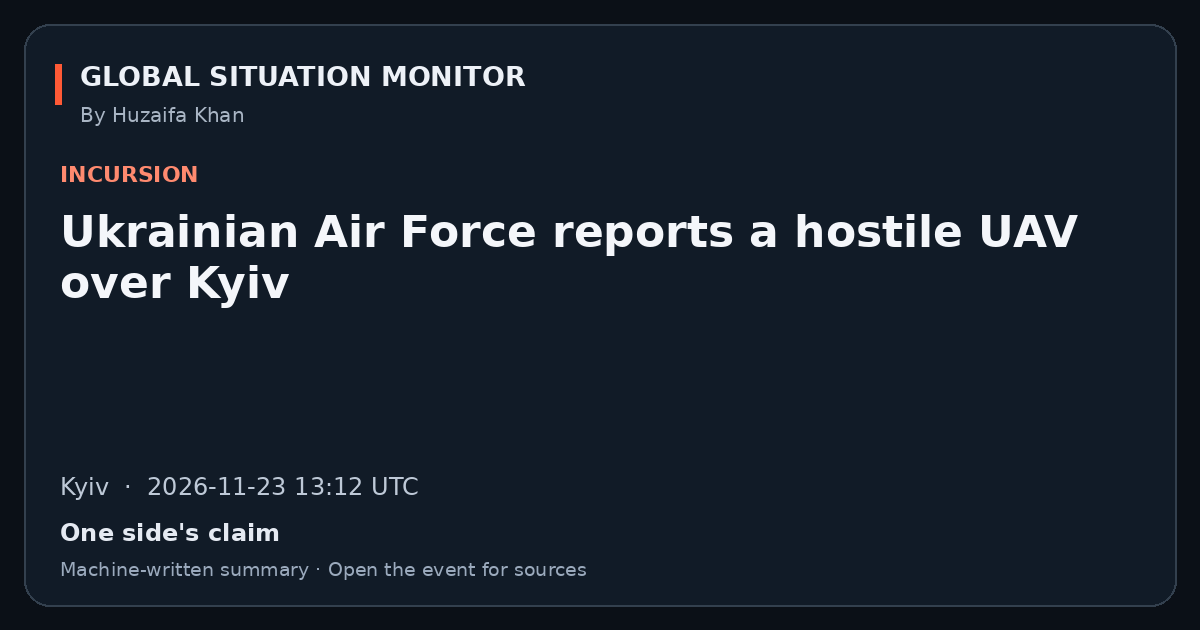 GLOBAL SITUATION MONITOR
By Huzaifa Khan
INCURSION
Ukrainian Air Force reports a hostile UAV
over Kyiv
Kyiv · 2026-11-23 13:12 UTC
One side's claim
Machine-written summary · Open the event for sources